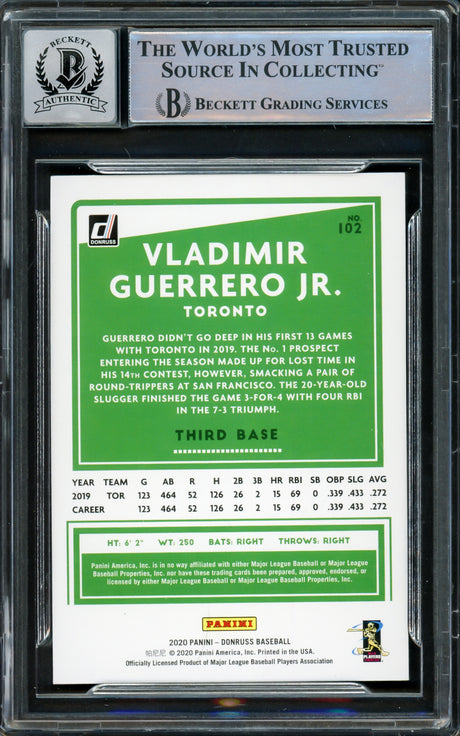 BECKETT
B
AUTHENTIC
THE WORLD'S MOST TRUSTED
SOURCE IN COLLECTING™
B BECKETT GRADING SERVICES
d
DONRUSS
NO.
102
VLADIMIR
GUERRERO JR.
TORONTO
GUERRERO DIDN'T GO DEEP IN HIS FIRST 13 GAMES
WITH TORONTO IN 2019. THE No. 1 PROSPECT
ENTERING THE SEASON MADE UP FOR LOST TIME IN
HIS 14TH CONTEST, HOWEVER, SMACKING A PAIR OF
ROUND-TRIPPERS AT SAN FRANCISCO. THE 20-YEAR-OLD
SLUGGER FINISHED THE GAME 3-FOR-4 WITH FOUR RBI
IN THE 7-3 TRIUMPH.
THIRD BASE
YEAR TEAM G AB R H 2B 3B HR RBI SB OBP SLG AVG
2019 TOR 123 464 52 126 26 2 15 69 0 .339 .433 .272
CAREER 123 464 52 126 26 2 15 69 0 .339 .433 .272
HT: 6' 2" WT: 250 BATS: RIGHT THROWS: RIGHT
Panini America, Inc. is in no way affiliated with either Major League Baseball or Major League
Baseball Properties, Inc. nor have these trading cards been prepared, approved, endorsed, or
licensed by either Major League Baseball or Major League Baseball Properties, Inc.
PANINI
2020 PANINI – DONRUSS BASEBALL
帕尼尼 © 2020 Panini America, Inc. Printed in the USA.
Officially Licensed Product of Major League Baseball Players Association
PLAYERS